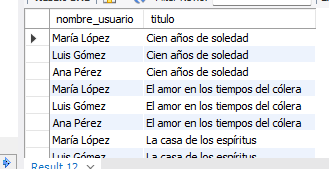 nombre_usuario titulo
María López Cien años de soledad
Luis Gómez Cien años de soledad
Ana Pérez Cien años de soledad
María López El amor en los tiempos del cólera
Luis Gómez El amor en los tiempos del cólera
Ana Pérez El amor en los tiempos del cólera
María López La casa de los espíritus
Luis Gómez La casa de los espíritus
Result 12